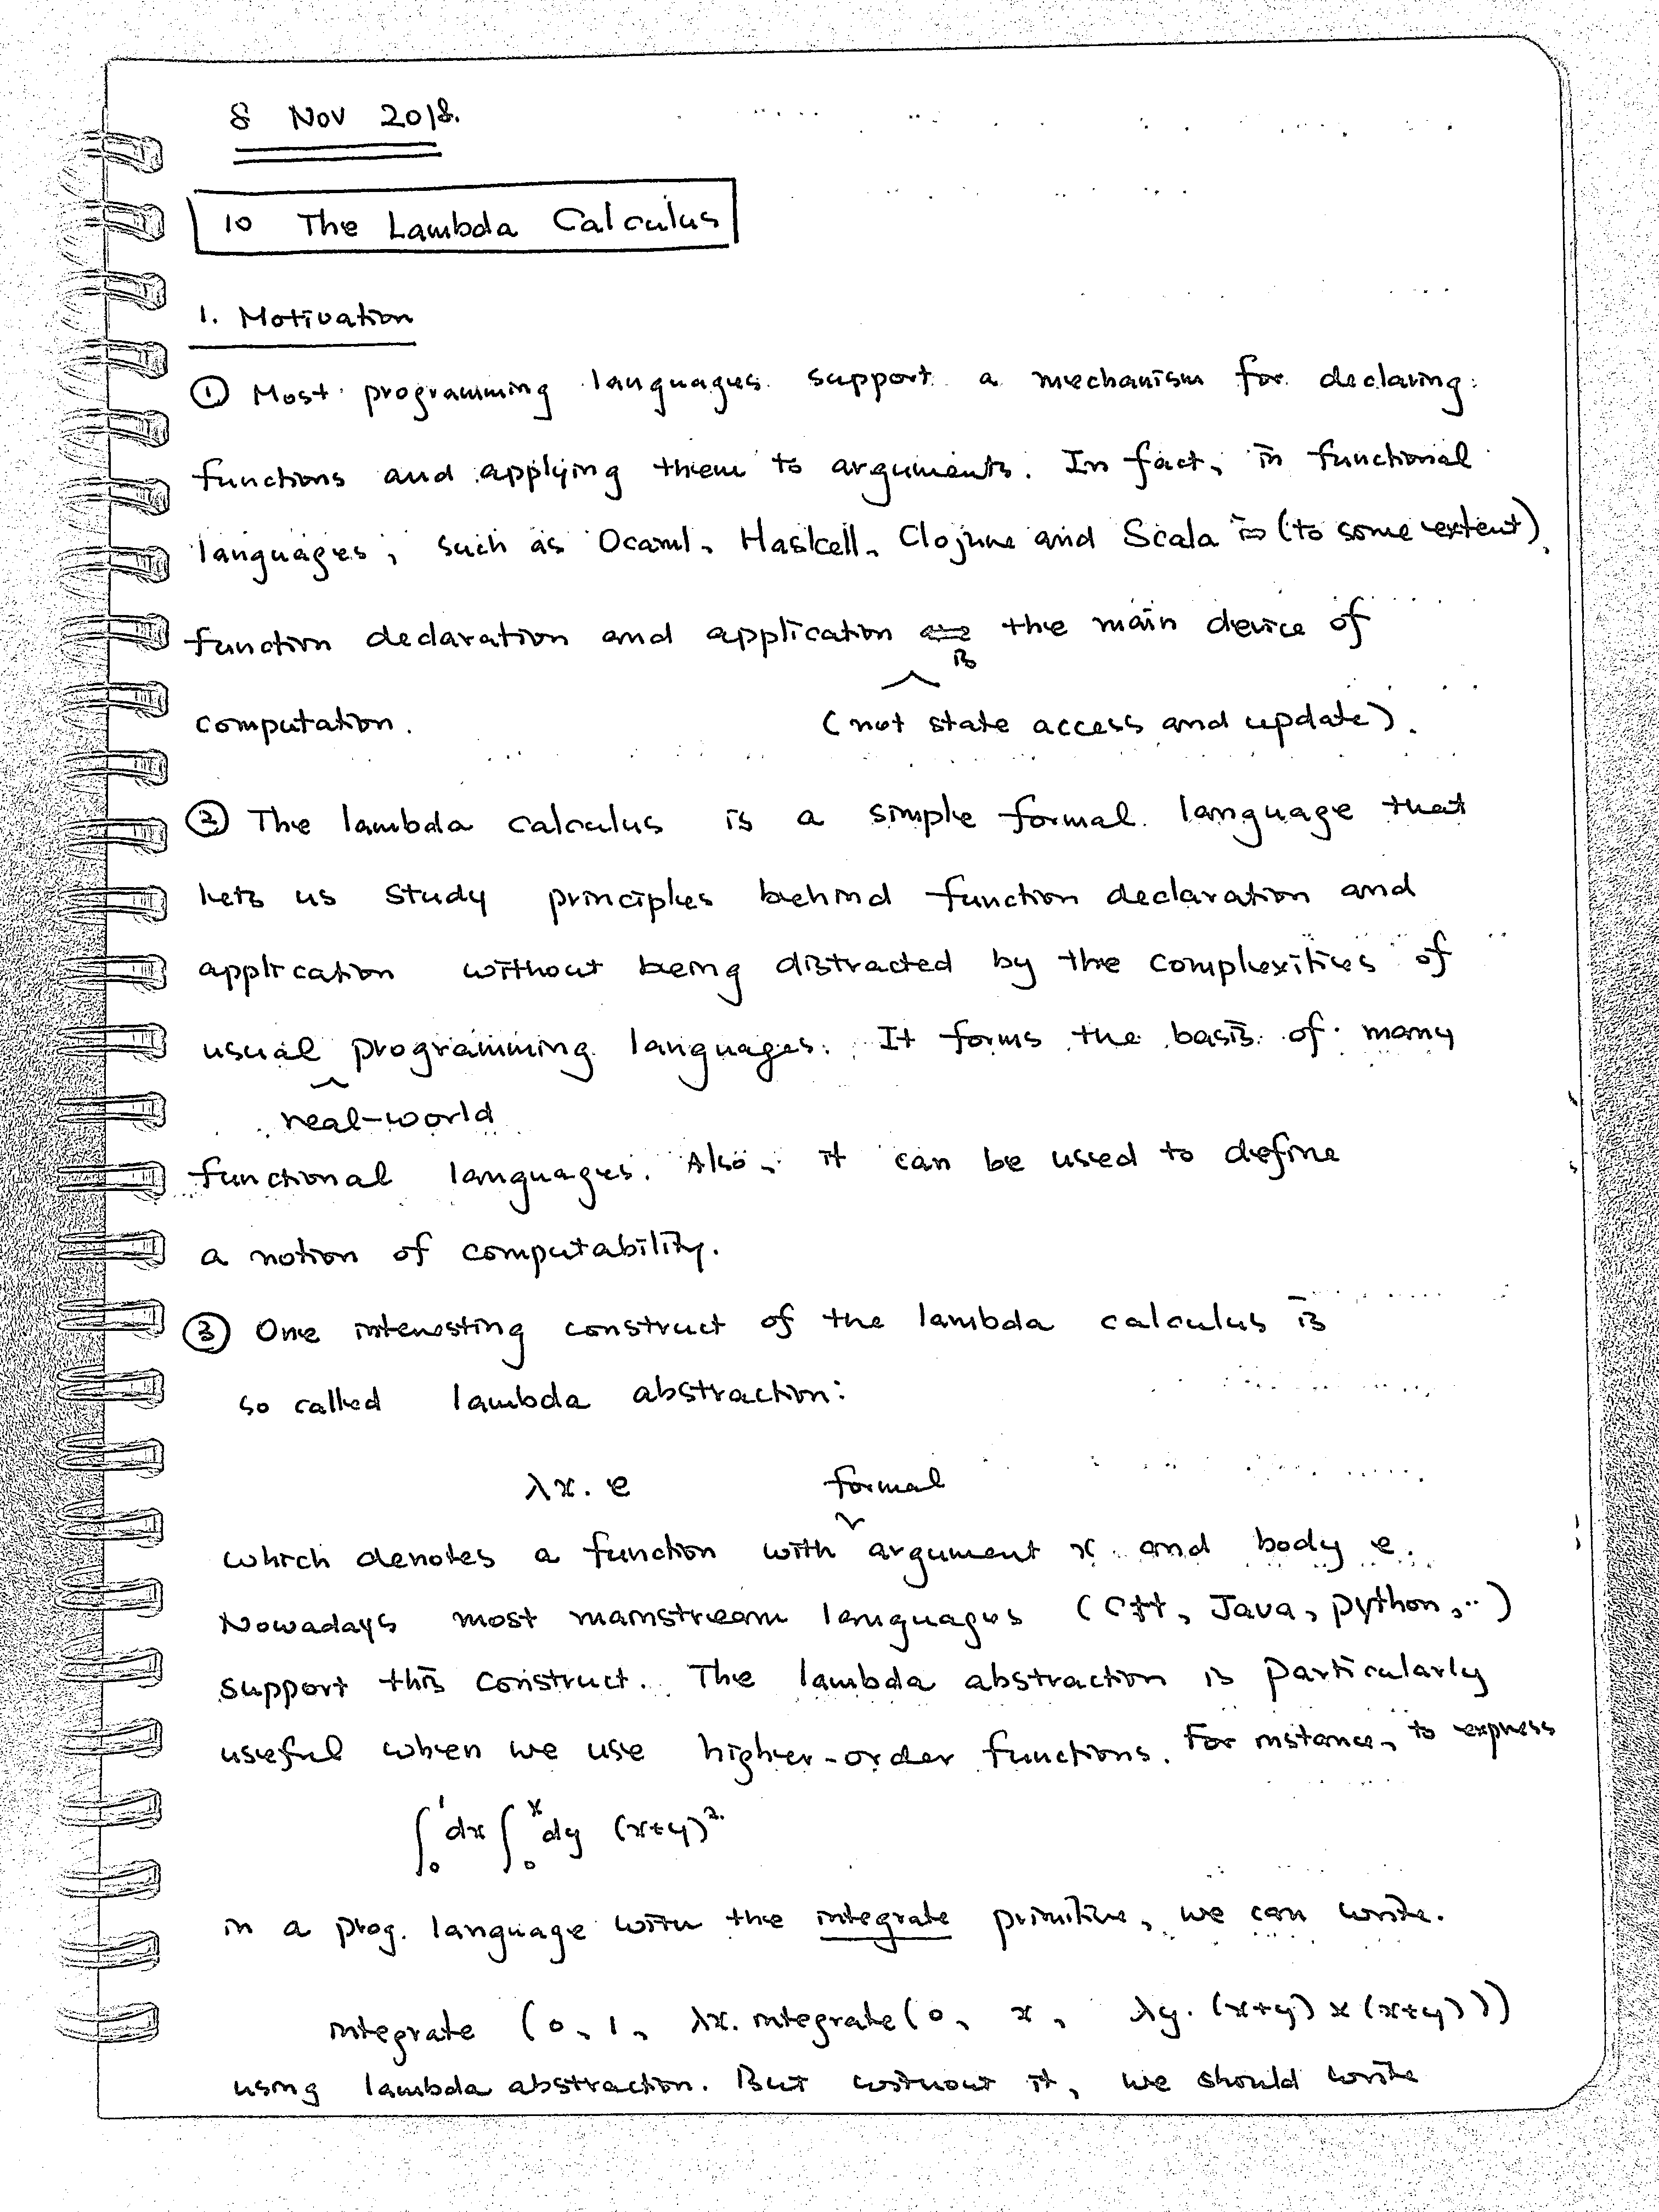 8 Nov 2018.
10 The Lambda Calculus
1. Motivation
① Most programming languages support a mechanism for declaring
functions and applying them to arguments. In fact, in functional
languages, such as Ocaml, Haskell, Clojure and Scala (to some extent),
function declaration and application is the main device of
computation. (not state access and update).
② The lambda calculus is a simple formal language that
lets us study principles behind function declaration and
application without being distracted by the complexities of
usual programming languages. It forms the basis of many
real-world
functional languages. Also, it can be used to define
a notion of computability.
③ One interesting construct of the lambda calculus is
so called lambda abstraction:
λx. e formal
which denotes a function with argument x and body e.
Nowadays most mainstream languages (C++, Java, python, ..)
support this construct. The lambda abstraction is particularly
useful when we use higher-order functions. For instance, to express
∫₀¹ dx ∫₀ˣ dy (x+y)²
in a prog. language with the integrate primitive, we can write.
integrate (0, 1, λx. integrate(0, x, λy. (x+y) × (x+y)))
using lambda abstraction. But without it, we should write